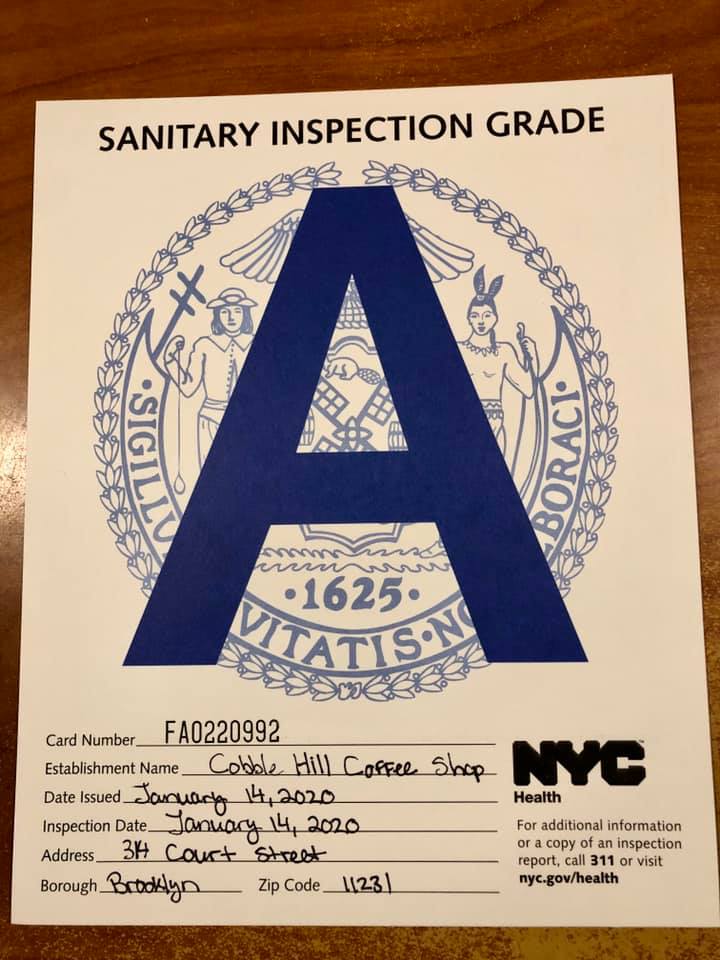 SANITARY INSPECTION GRADE
A
·SIGILLV
BORACI·
·1625·
VITATIS·NO
Card Number FA0220992
Establishment Name Cobble Hill Coffee Shop
Date Issued January 14, 2020
Inspection Date January 14, 2020
Address 314 Court Street
Borough Brooklyn Zip Code 11231
NYC
Health
For additional information
or a copy of an inspection
report, call 311 or visit
nyc.gov/health